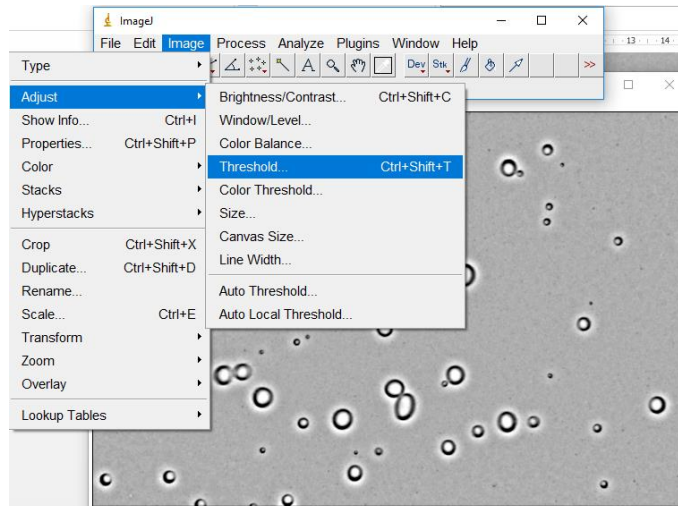 ImageJ
File Edit Image Process Analyze Plugins Window Help
13 14
A Dev Stk >>
Type
Adjust
Show Info... Ctrl+I
Properties... Ctrl+Shift+P
Color
Stacks
Hyperstacks
Crop Ctrl+Shift+X
Duplicate... Ctrl+Shift+D
Rename...
Scale... Ctrl+E
Transform
Zoom
Overlay
Lookup Tables
Brightness/Contrast... Ctrl+Shift+C
Window/Level...
Color Balance...
Threshold... Ctrl+Shift+T
Color Threshold...
Size...
Canvas Size...
Line Width...
Auto Threshold...
Auto Local Threshold...